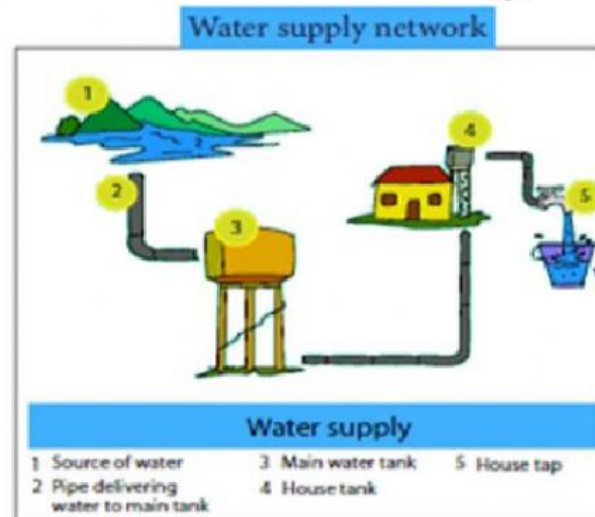 Water supply network
1
2
3
4
5
Water supply
1 Source of water
2 Pipe delivering
water to main tank
3 Main water tank
4 House tank
5 House tap